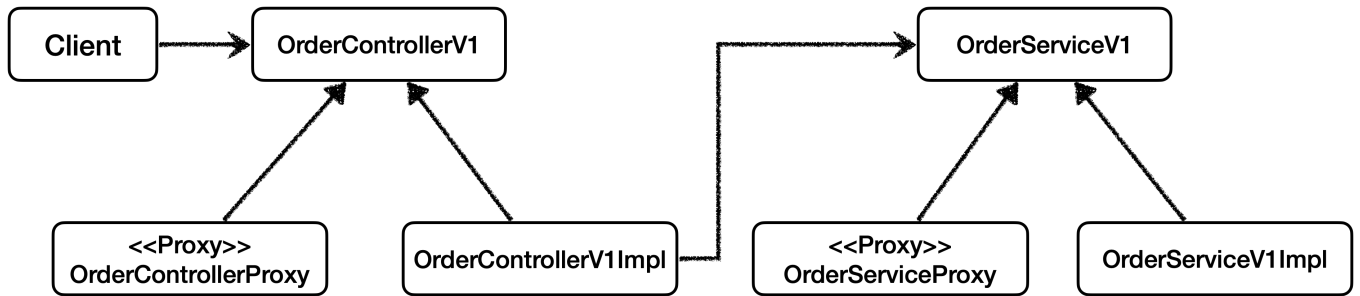 Client
OrderControllerV1
OrderServiceV1
<<Proxy>>
OrderControllerProxy
OrderControllerV1Impl
<<Proxy>>
OrderServiceProxy
OrderServiceV1Impl